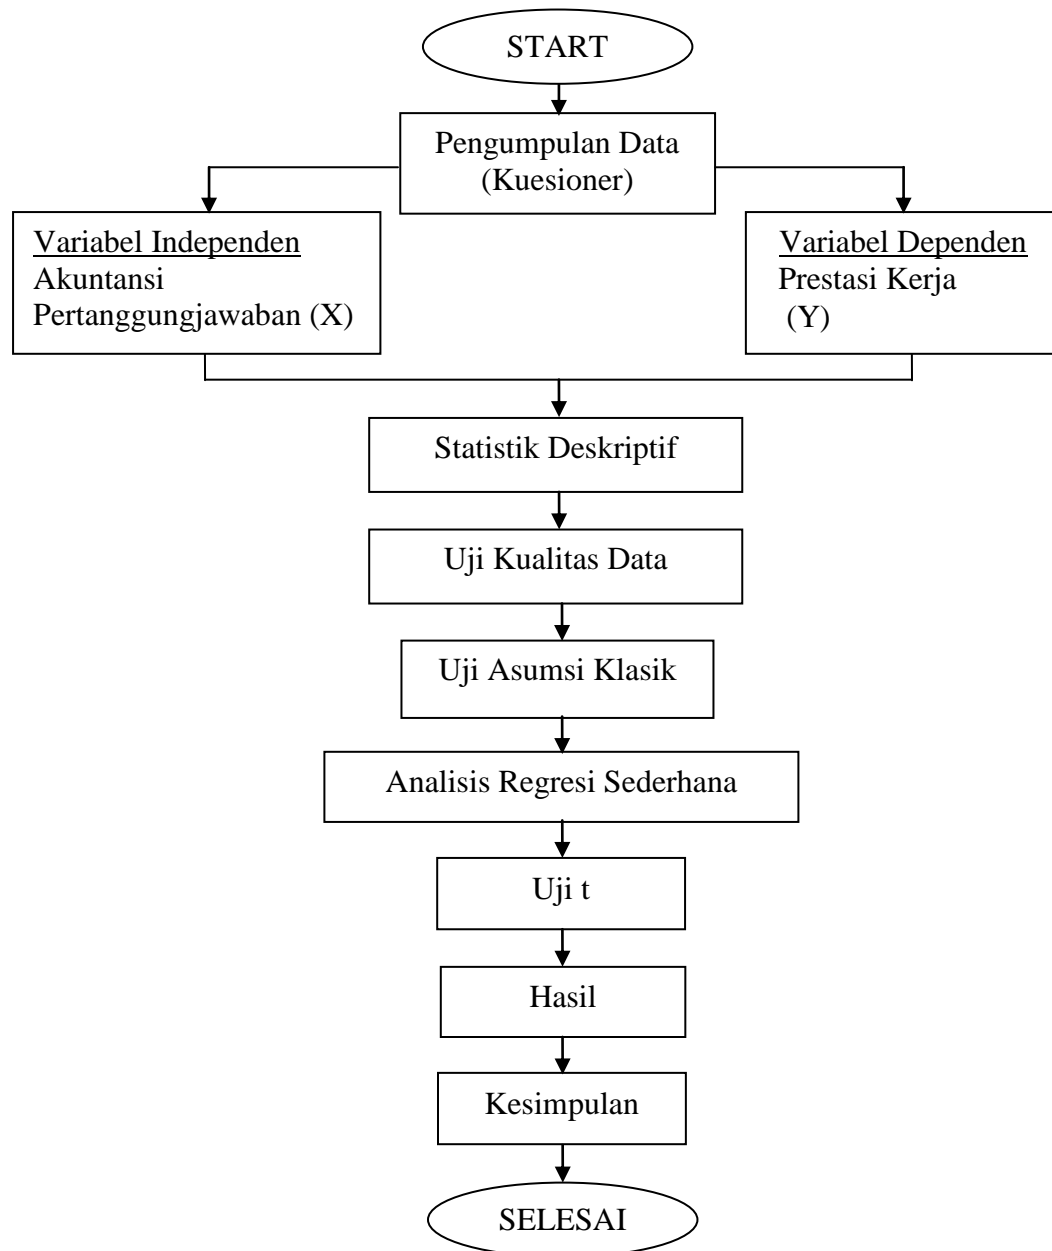 START
Pengumpulan Data
(Kuesioner)
Variabel Independen
Akuntansi
Pertanggungjawaban (X)
Variabel Dependen
Prestasi Kerja
(Y)
Statistik Deskriptif
Uji Kualitas Data
Uji Asumsi Klasik
Analisis Regresi Sederhana
Uji t
Hasil
Kesimpulan
SELESAI